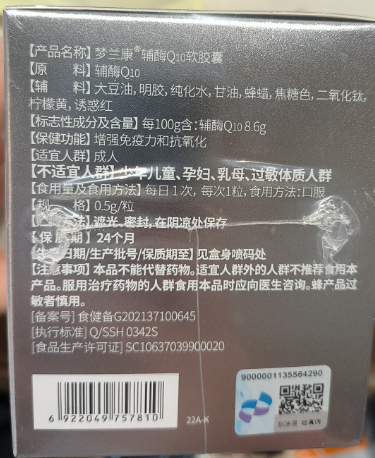 【产品名称】梦兰康®辅酶Q10软胶囊
【原　　料】辅酶Q10
【辅　　料】大豆油,明胶,纯化水,甘油,蜂蜡,焦糖色,二氧化钛,
柠檬黄,诱惑红
【标志性成分及含量】每100g含:辅酶Q10 8.6g
【保健功能】增强免疫力和抗氧化
【适宜人群】成人
【不适宜人群】少年儿童、孕妇、乳母、过敏体质人群
【食用量及食用方法】每日1次,每次1粒,食用方法:口服
【规　　格】0.5g/粒
法】遮光、密封,在阴凉处保存
【保质期】24个月
【生产日期/生产批号/保质期至】见盒身喷码处
【注意事项】本品不能代替药物。适宜人群外的人群不推荐食用本
产品。服用治疗药物的人群食用本品时应向医生咨询。蜂产品过
敏者慎用。
[备案号]食健备G202137100645
[执行标准]Q/SSH 0342S
[食品生产许可证]SC10637039900020
9000001135564290
6 922049 757810
22A-K